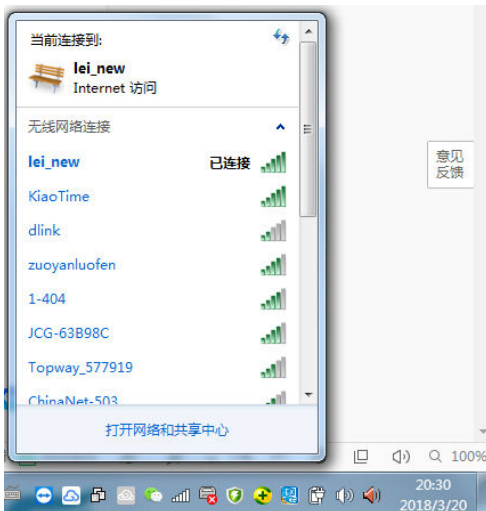 当前连接到:
lei_new
Internet 访问
无线网络连接
lei_new 已连接
KiaoTime
dlink
zuoyanluofen
1-404
JCG-63B98C
Topway_577919
ChinaNet-503
打开网络和共享中心
意见
反馈
100%
20:30
2018/3/20